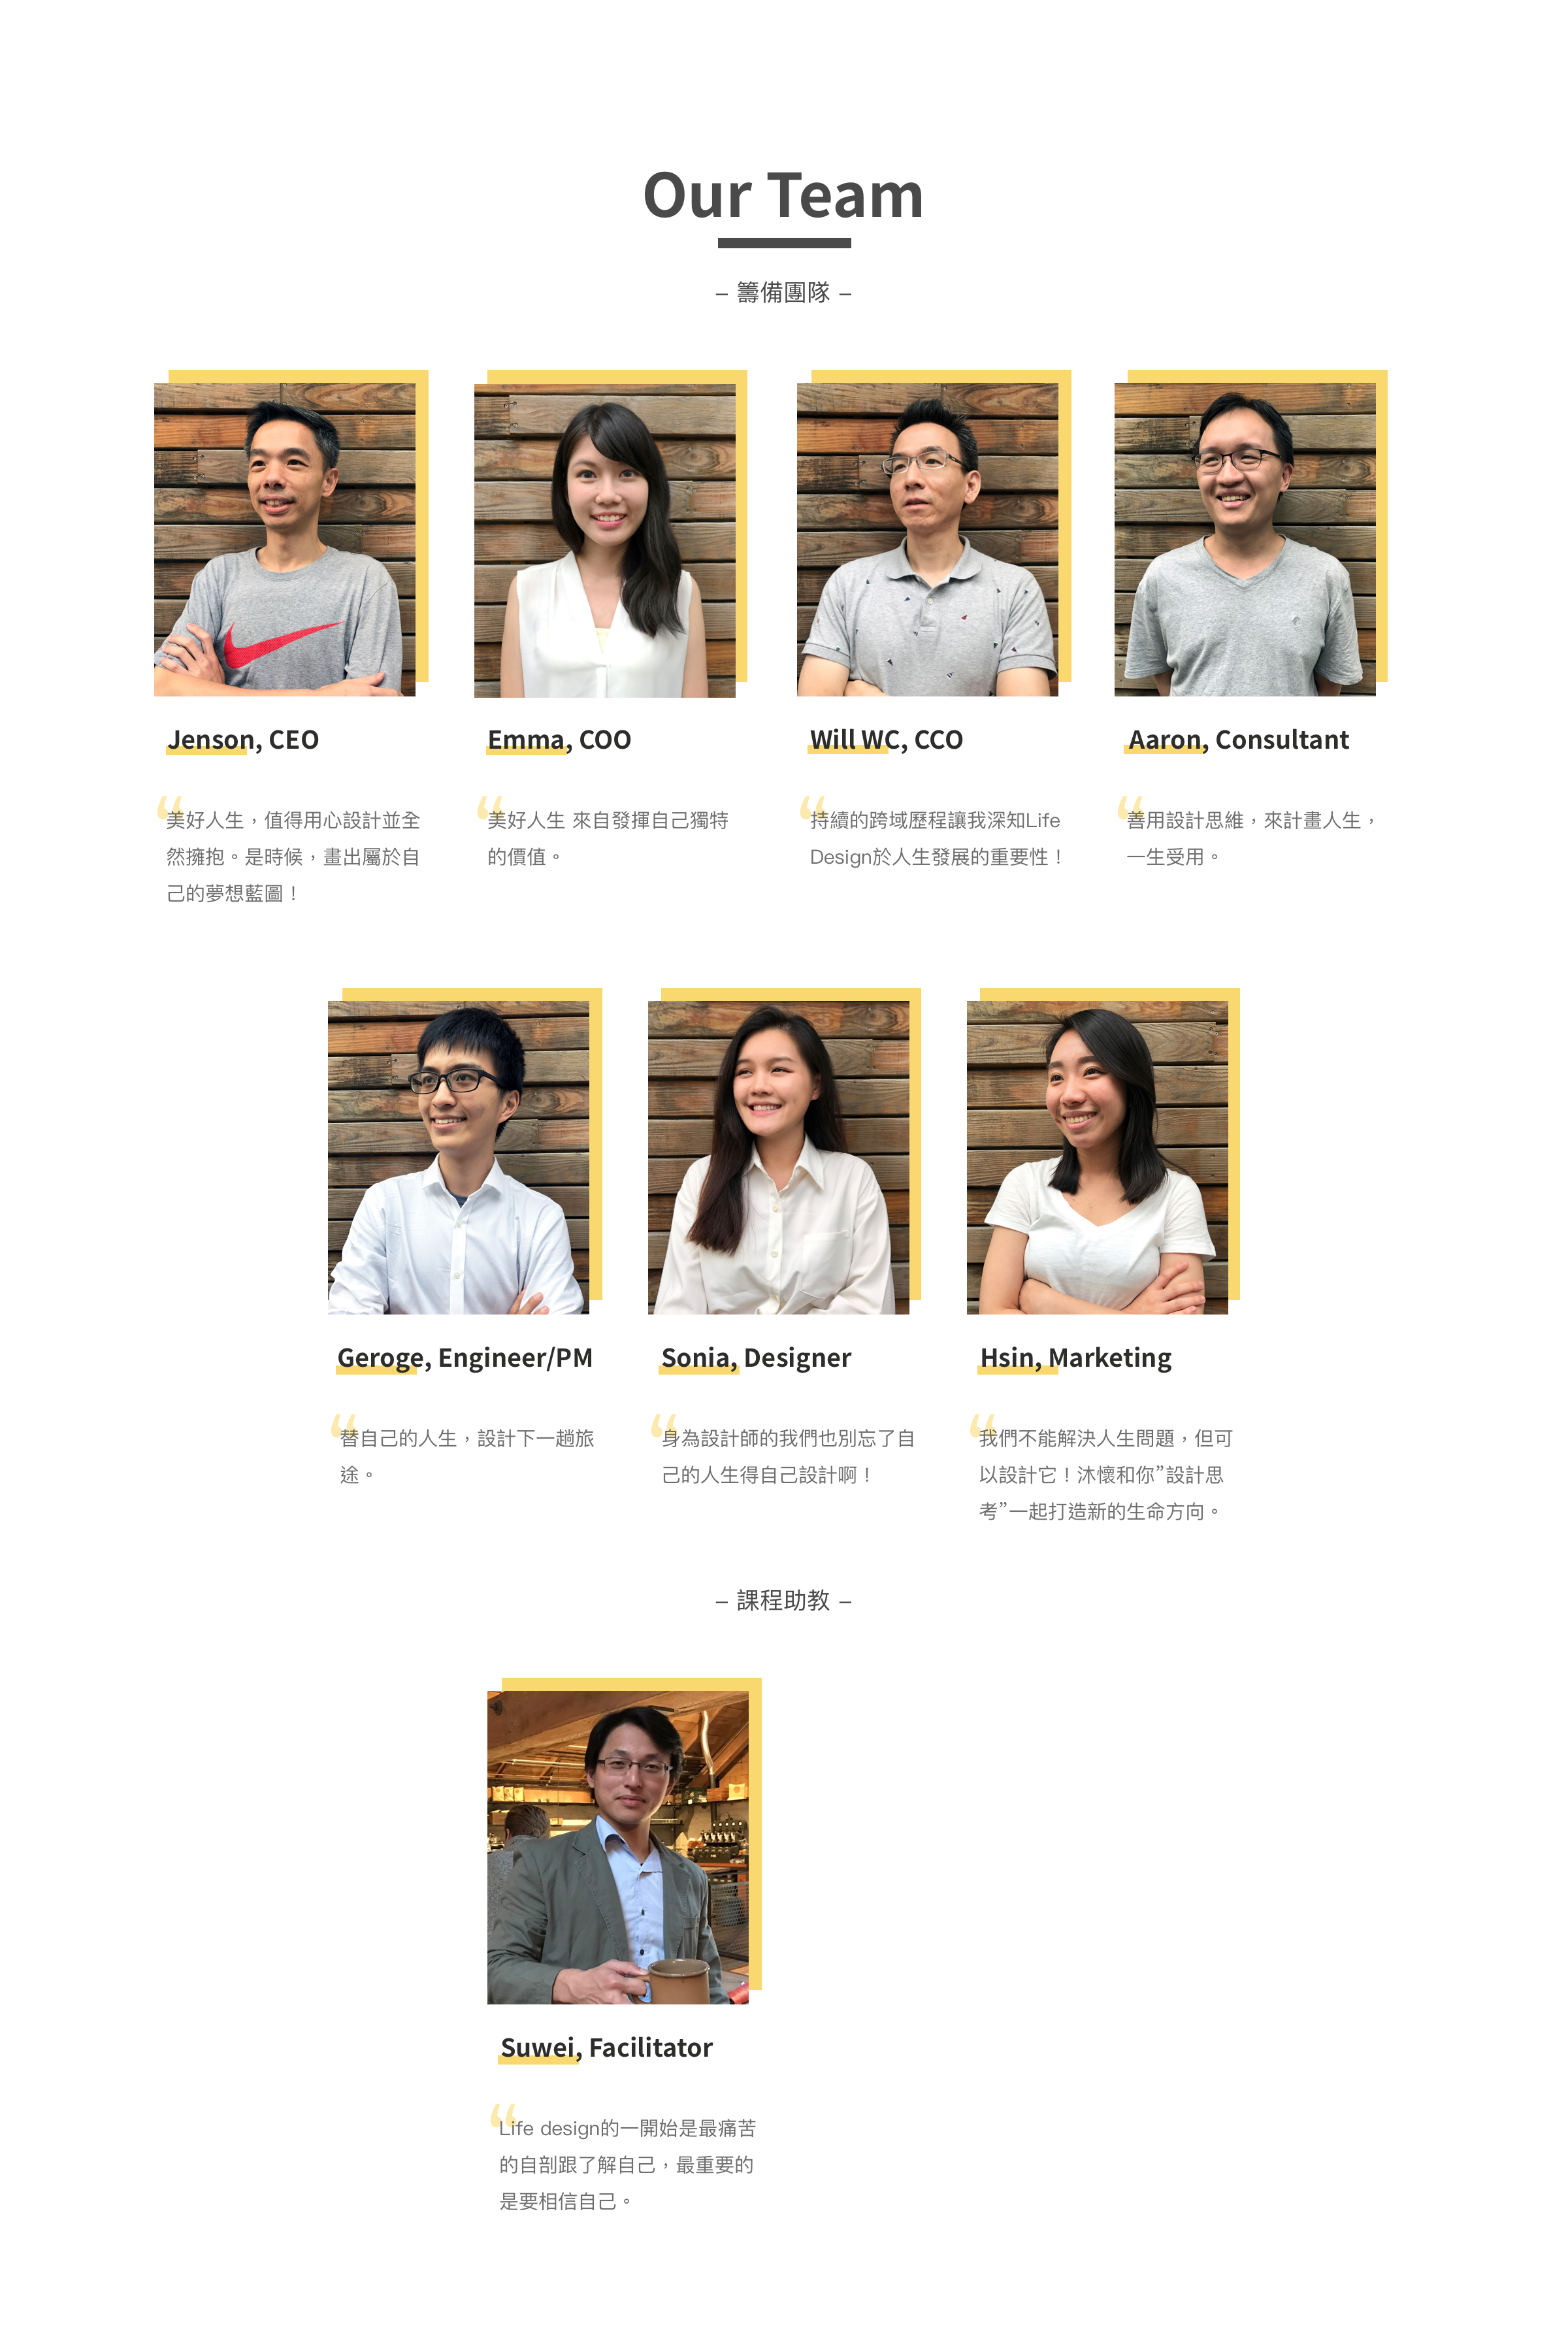 Our Team
– 籌備團隊 –
Jenson, CEO
“美好人生，值得用心設計並全
然擁抱。是時候，畫出屬於自
己的夢想藍圖！
Emma, COO
“美好人生 來自發揮自己獨特
的價值。
Will WC, CCO
“持續的跨域歷程讓我深知Life
Design於人生發展的重要性！
Aaron, Consultant
“善用設計思維，來計畫人生，
一生受用。
Geroge, Engineer/PM
“替自己的人生，設計下一趟旅
途。
Sonia, Designer
“身為設計師的我們也別忘了自
己的人生得自己設計啊！
Hsin, Marketing
“我們不能解決人生問題，但可
以設計它！沐懷和你”設計思
考”一起打造新的生命方向。
– 課程助教 –
Suwei, Facilitator
“Life design的一開始是最痛苦
的自剖跟了解自己，最重要的
是要相信自己。